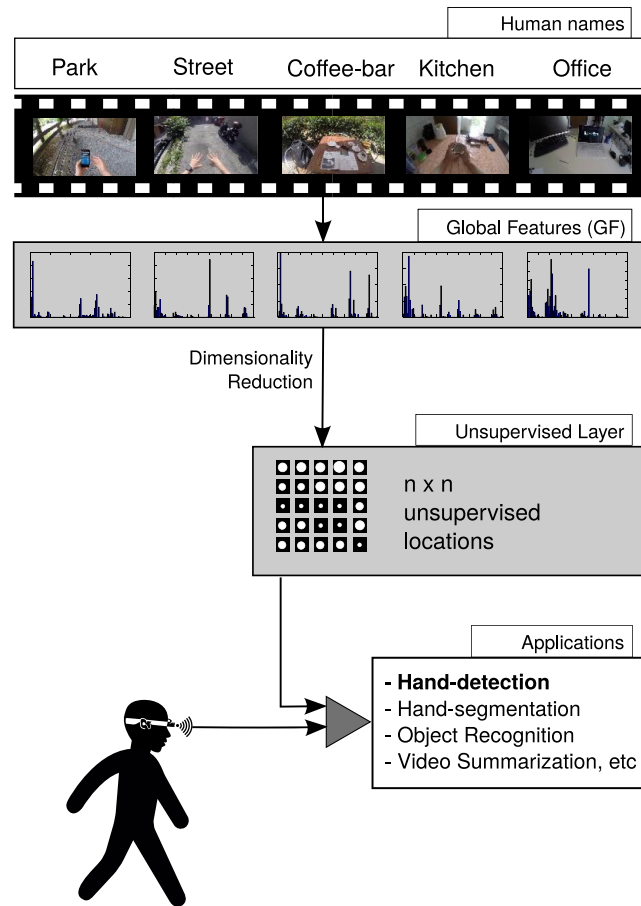 Human names
Park Street Coffee-bar Kitchen Office
Global Features (GF)
Dimensionality
Reduction
Unsupervised Layer
n x n
unsupervised
locations
Applications
- Hand-detection
- Hand-segmentation
- Object Recognition
- Video Summarization, etc